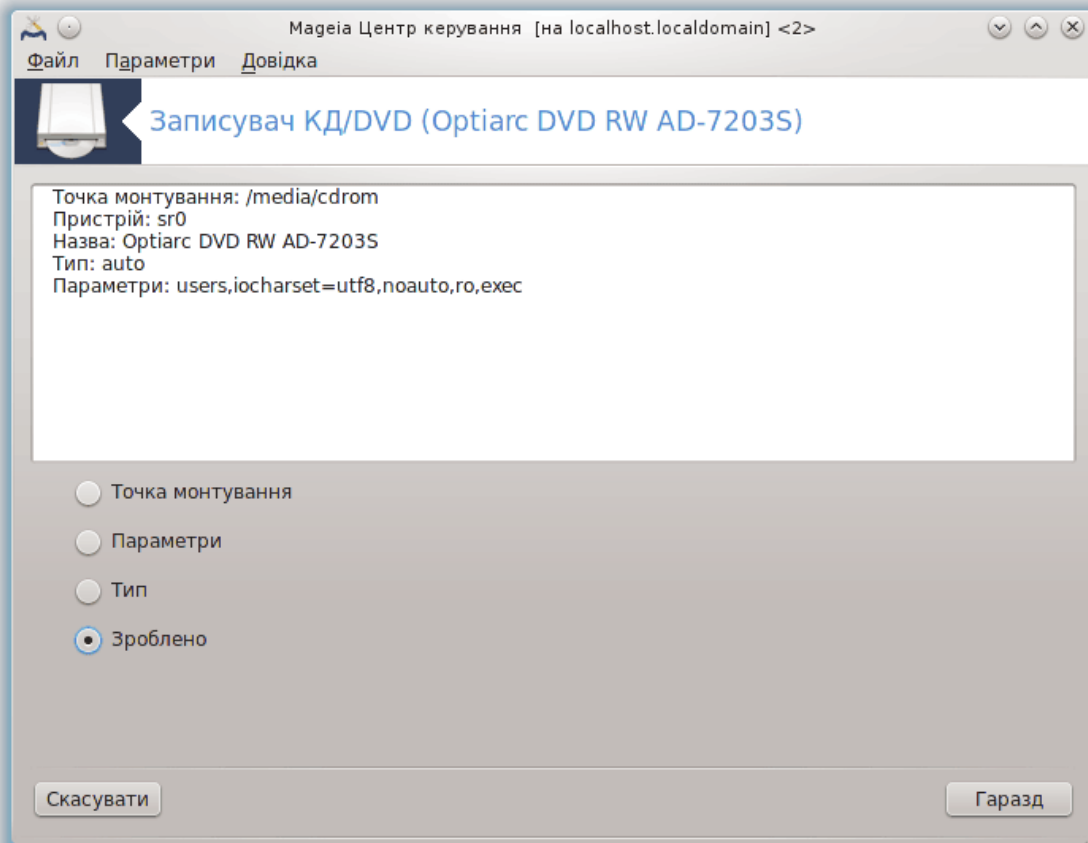 Mageia Центр керування [на localhost.localdomain] <2>
Файл Параметри Довідка
Записувач КД/DVD (Optiarc DVD RW AD-7203S)
Точка монтування: /media/cdrom
Пристрій: sr0
Назва: Optiarc DVD RW AD-7203S
Тип: auto
Параметри: users,iocharset=utf8,noauto,ro,exec
Точка монтування
Параметри
Тип
Зроблено
Скасувати Гаразд